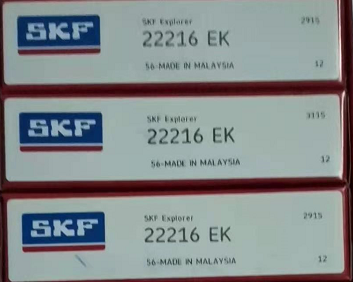 SKF
SKF Explorer
2915
22216 EK
56-MADE IN MALAYSIA
12
SKF
SKF Explorer
3115
22216 EK
56-MADE IN MALAYSIA
12
SKF
SKF Explorer
2915
22216 EK
56-MADE IN MALAYSIA
12